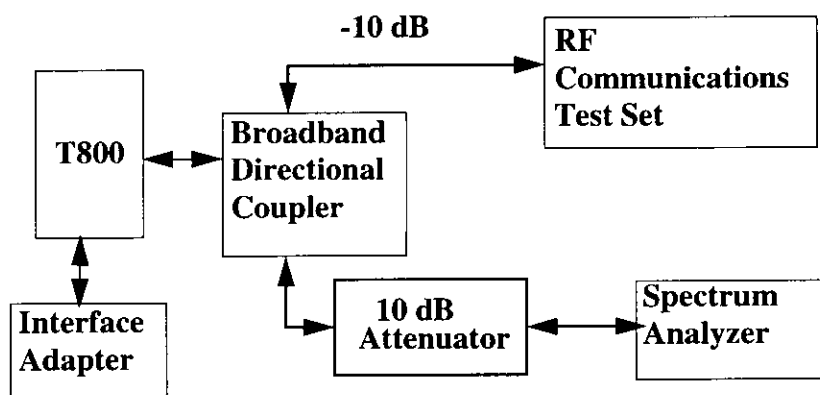 -10 dB
RF
Communications
Test Set
T800
Broadband
Directional
Coupler
Interface
Adapter
10 dB
Attenuator
Spectrum
Analyzer